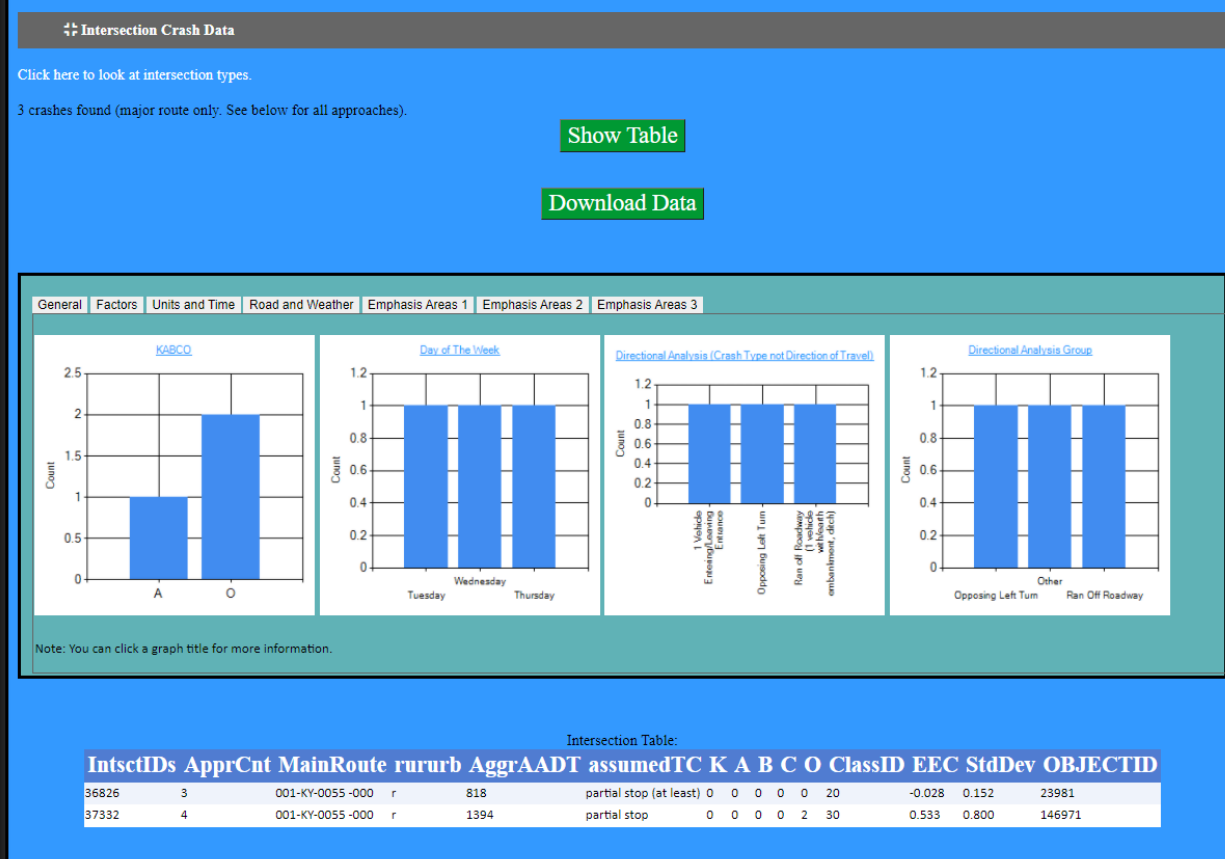 Intersection Crash Data
Click here to look at intersection types.
3 crashes found (major route only. See below for all approaches).
Show Table
Download Data
General Factors Units and Time Road and Weather Emphasis Areas 1 Emphasis Areas 2 Emphasis Areas 3
KABCO
2.5
2
1.5
1
0.5
0
Count
A O
Day of The Week
1.2
1
0.8
0.6
0.4
0.2
0
Count
Wednesday
Tuesday Thursday
Directional Analysis (Crash Type not Direction of Travel)
1.2
1
0.8
0.6
0.4
0.2
0
Count
1 Vehicle
Entering/Leaving
Entrance
Opposing Left Turn
Ran off Roadway
(1 vehicle
with/earth
embankment, ditch)
Directional Analysis Group
1.2
1
0.8
0.6
0.4
0.2
0
Count
Other
Opposing Left Turn Ran Off Roadway
Note: You can click a graph title for more information.
Intersection Table:
IntsctIDs ApprCnt MainRoute rururb AggrAADT assumedTC K A B C O ClassID EEC StdDev OBJECTID
36826 3 001-KY-0055 -000 r 818 partial stop (at least) 0 0 0 0 0 20 -0.028 0.152 23981
37332 4 001-KY-0055 -000 r 1394 partial stop 0 0 0 0 2 30 0.533 0.800 146971